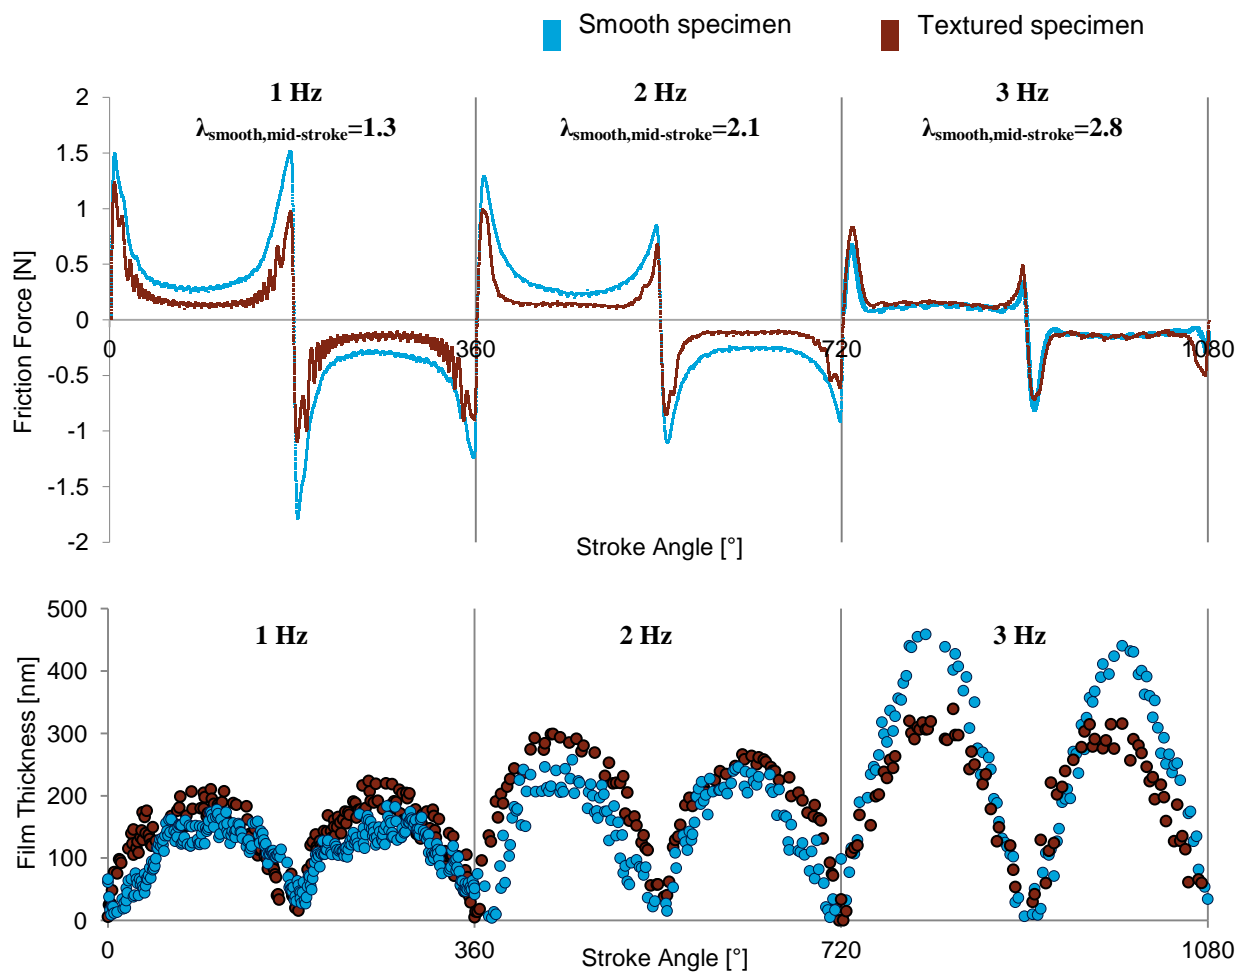 Smooth specimen Textured specimen
1 Hz 2 Hz 3 Hz
λsmooth,mid-stroke=1.3 λsmooth,mid-stroke=2.1 λsmooth,mid-stroke=2.8
2
1.5
1
0.5
0
-0.5
-1
-1.5
-2
Friction Force [N]
0 360 720 1080
Stroke Angle [°]
500
400
300
200
100
0
Film Thickness [nm]
1 Hz 2 Hz 3 Hz
0 360 720 1080
Stroke Angle [°]